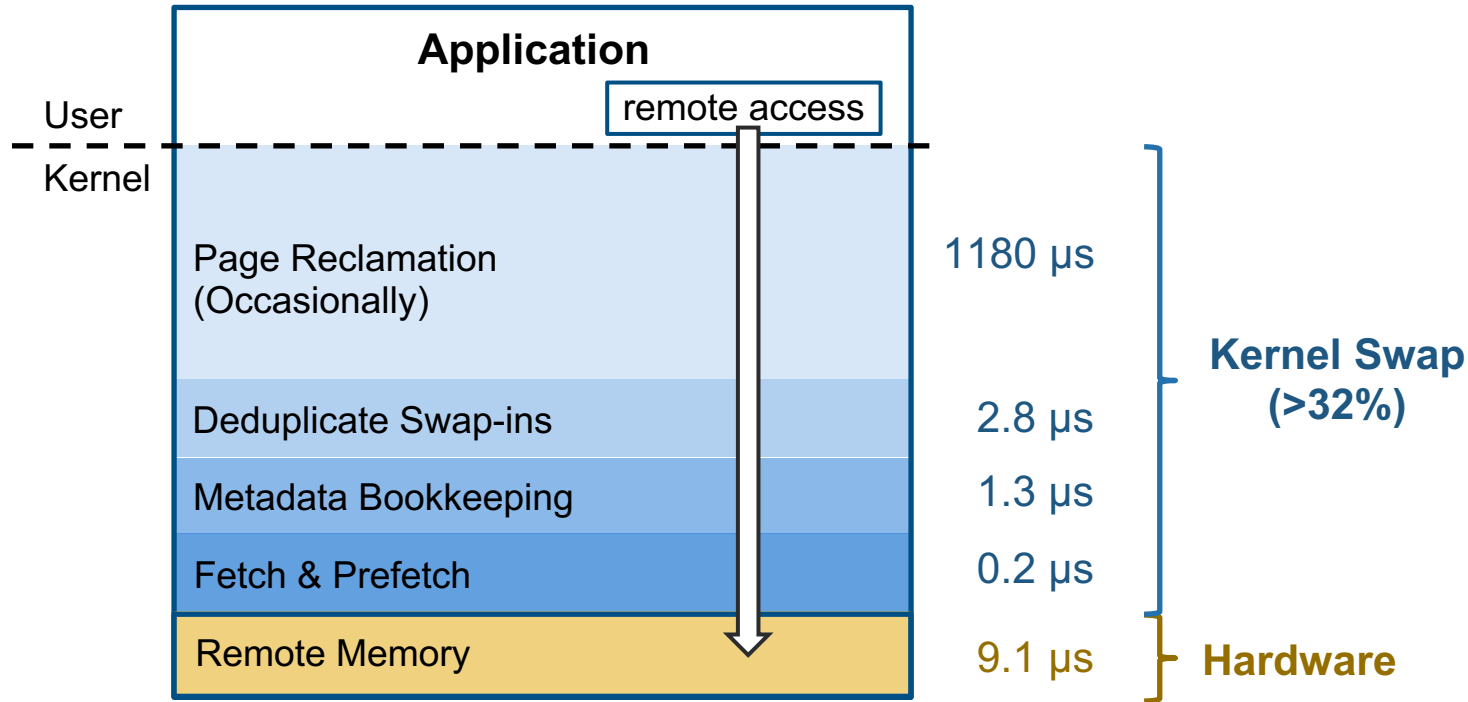 Application
remote access
User
Kernel
Page Reclamation
(Occasionally)
1180 µs
Deduplicate Swap-ins
2.8 µs
Metadata Bookkeeping
1.3 µs
Fetch & Prefetch
0.2 µs
Kernel Swap
(>32%)
Remote Memory
9.1 µs
Hardware